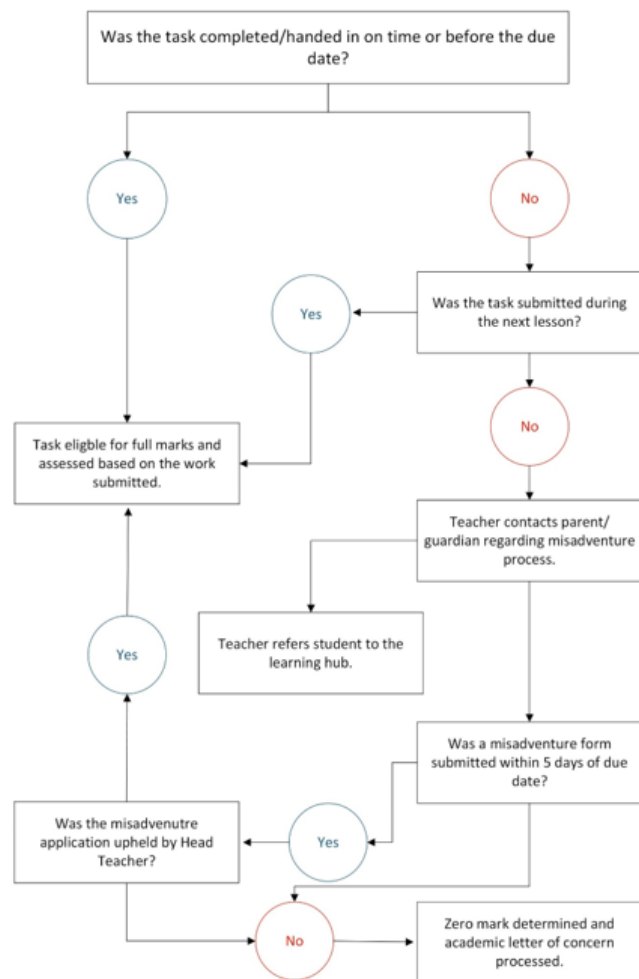 Was the task completed/handed in on time or before the due
date?
Yes
No
Yes
Was the task submitted during
the next lesson?
No
Task eligble for full marks and
assessed based on the work
submitted.
Teacher contacts parent/
guardian regarding misadventure
process.
Yes
Teacher refers student to the
learning hub.
Was a misadventure form
submitted within 5 days of due
date?
Was the misadvenutre
application upheld by Head
Teacher?
Yes
No
Zero mark determined and
academic letter of concern
processed.